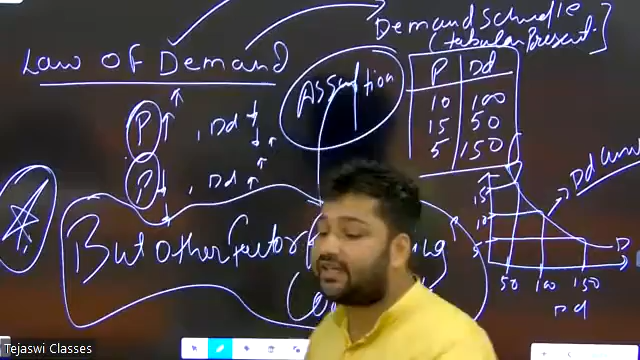 Demand Schedule
(tabular Present.)
Law of Demand
Assumption
P Dd
10 100
15 50
5 150
P ↑ , Dd ↓
P ↓ , Dd ↑
But other factor
15
10
5
50 100 150
Dd
D
Dd curve
Tejaswi Classes